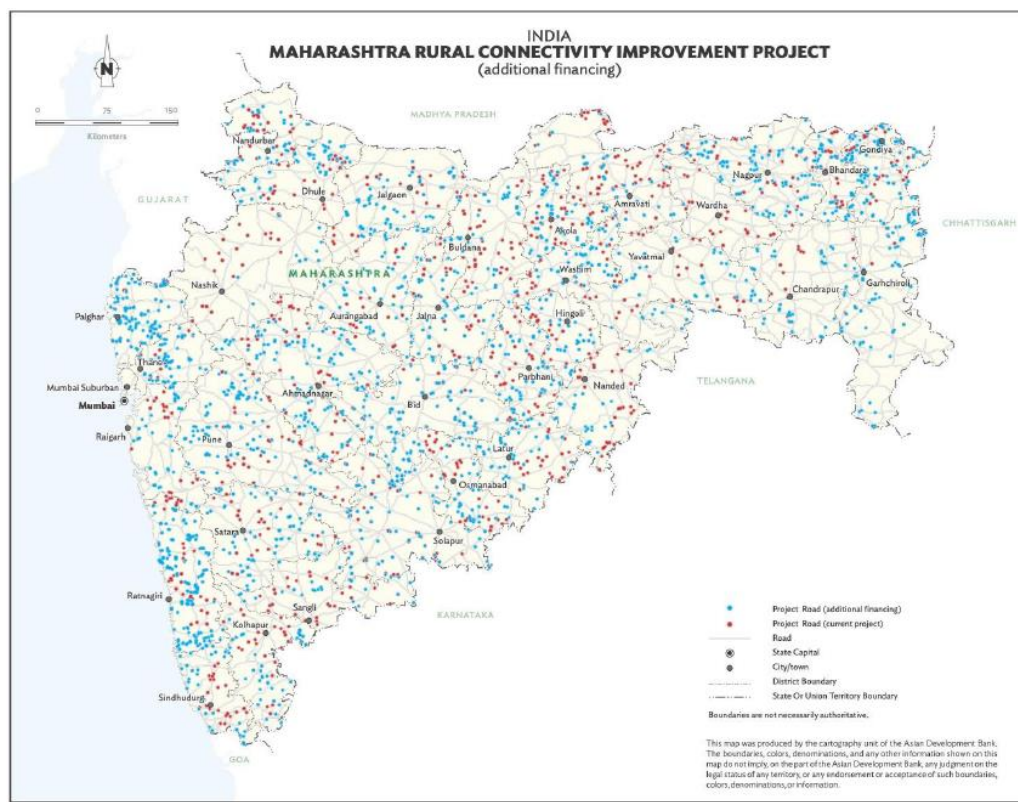 INDIA
MAHARASHTRA RURAL CONNECTIVITY IMPROVEMENT PROJECT
(additional financing)
N
0 75 150
Kilometers
MADHYA PRADESH
Nandurbar
Gondiya
Nagpur
Bhandara
Dhule
Jalgaon
Amravati
Wardha
GUJARAT
CHHATTISGARH
Akola
Buldana
Yavatmal
MAHARASHTRA
Washim
Garhchiroli
Nashik
Chandrapur
Aurangabad
Jalna
Hingoli
Palghar
Thane
Parbhani
Nanded
TELANGANA
Mumbai Suburban
Ahmadnagar
Bid
Mumbai
Raigarh
Pune
Latur
Osmanabad
Satara
Solapur
Ratnagiri
Sangli
KARNATAKA
Kolhapur
Sindhudurg
GOA
Project Road (additional financing)
Project Road (current project)
Road
State Capital
City/town
District Boundary
State Or Union Territory Boundary
Boundaries are not necessarily authoritative.
This map was produced by the cartography unit of the Asian Development Bank.
The boundaries, colors, denominations, and any other information shown on this
map do not imply, on the part of the Asian Development Bank, any judgment on the
legal status of any territory, or any endorsement or acceptance of such boundaries,
colors, denominations, or information.